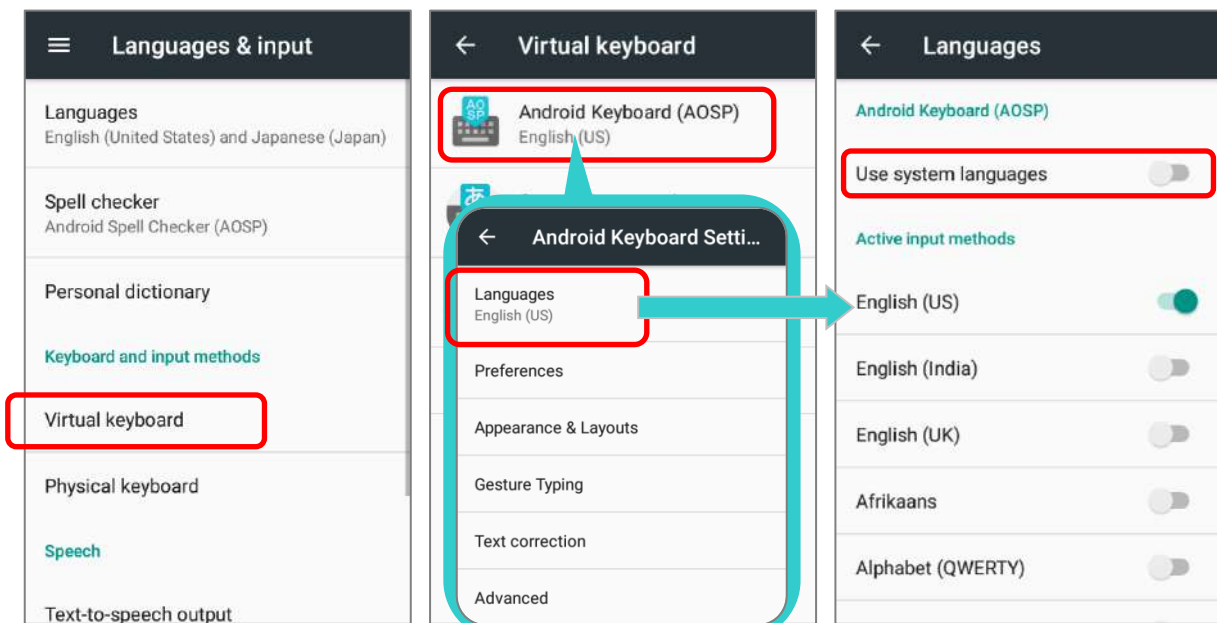 Languages & input
Languages
English (United States) and Japanese (Japan)
Spell checker
Android Spell Checker (AOSP)
Personal dictionary
Keyboard and input methods
Virtual keyboard
Physical keyboard
Speech
Text-to-speech output
Virtual keyboard
AO
SP
Android Keyboard (AOSP)
English (US)
あ
Android Keyboard Setti...
Languages
English (US)
Preferences
Appearance & Layouts
Gesture Typing
Text correction
Advanced
Languages
Android Keyboard (AOSP)
Use system languages
Active input methods
English (US)
English (India)
English (UK)
Afrikaans
Alphabet (QWERTY)